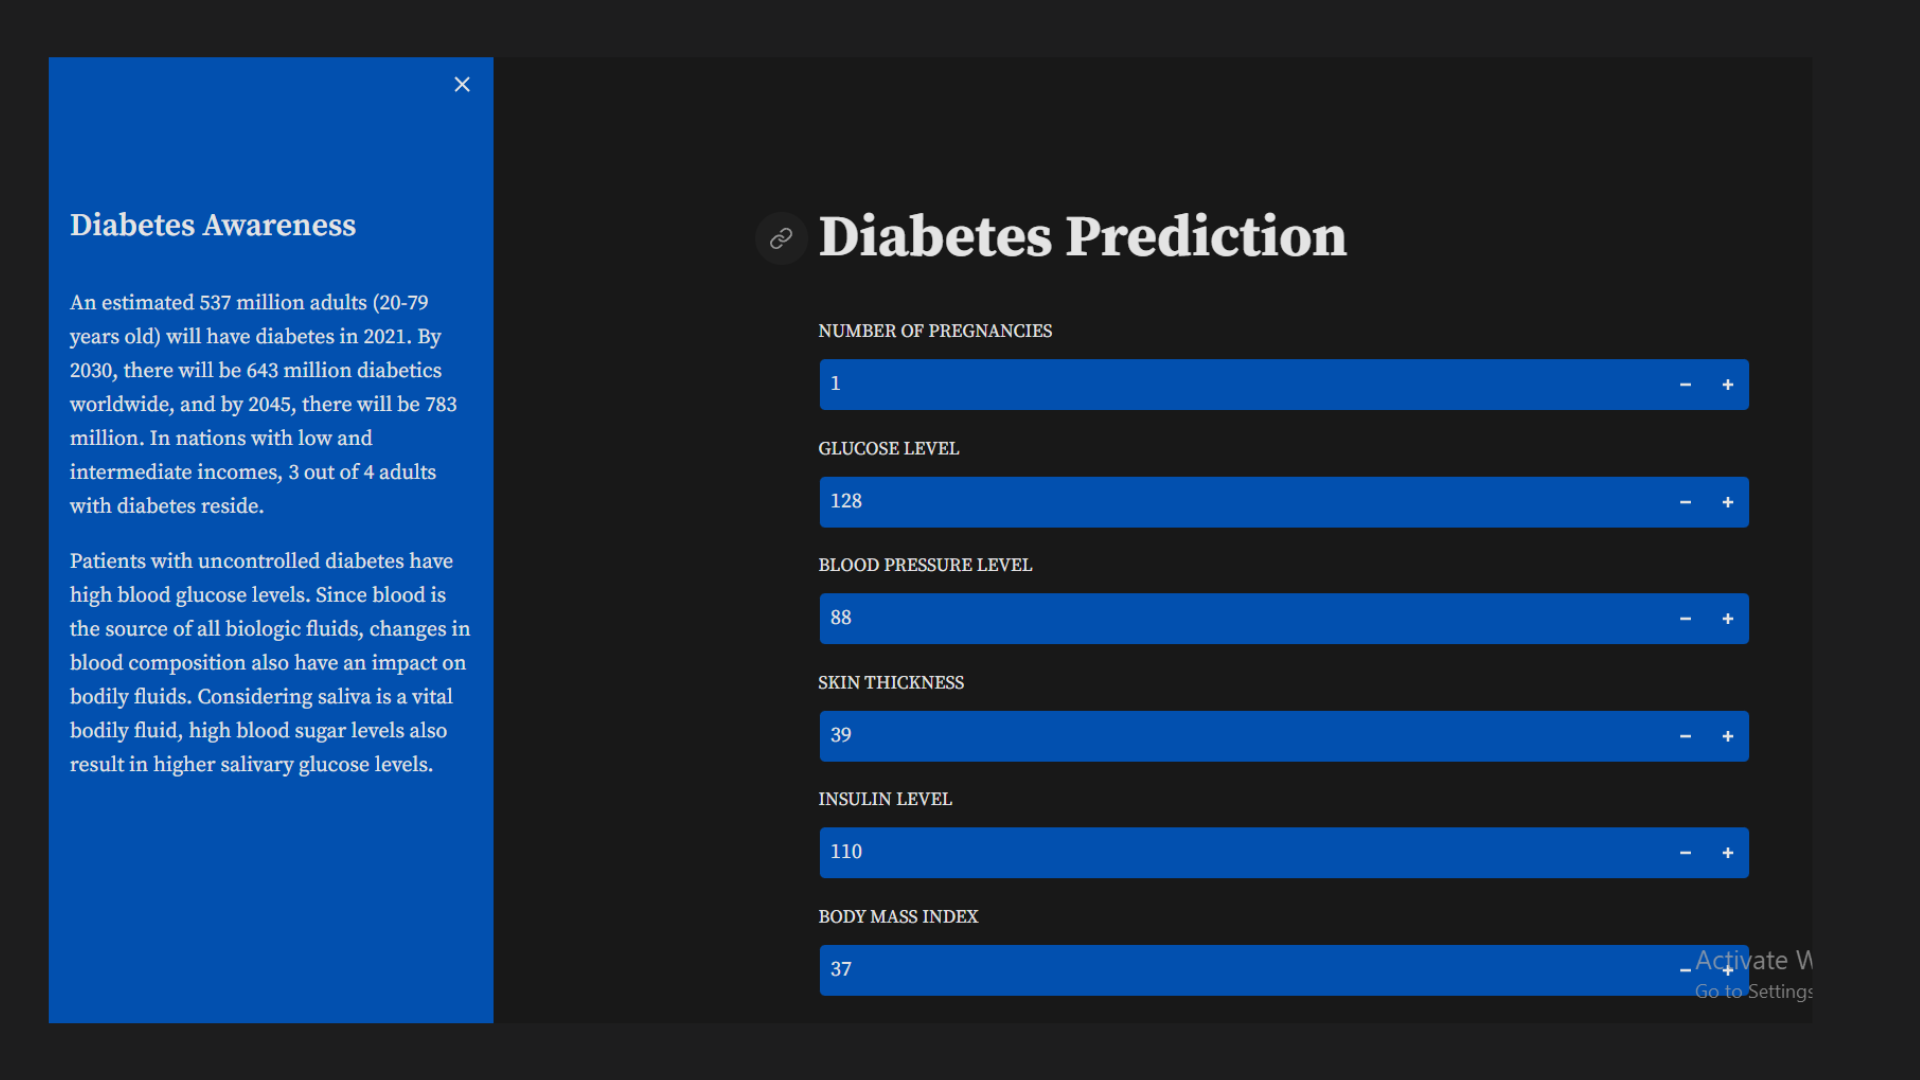 Diabetes Awareness
An estimated 537 million adults (20-79
years old) will have diabetes in 2021. By
2030, there will be 643 million diabetics
worldwide, and by 2045, there will be 783
million. In nations with low and
intermediate incomes, 3 out of 4 adults
with diabetes reside.
Patients with uncontrolled diabetes have
high blood glucose levels. Since blood is
the source of all biologic fluids, changes in
blood composition also have an impact on
bodily fluids. Considering saliva is a vital
bodily fluid, high blood sugar levels also
result in higher salivary glucose levels.
Diabetes Prediction
NUMBER OF PREGNANCIES
1
GLUCOSE LEVEL
128
BLOOD PRESSURE LEVEL
88
SKIN THICKNESS
39
INSULIN LEVEL
110
BODY MASS INDEX
37
Activate W
Go to Settings